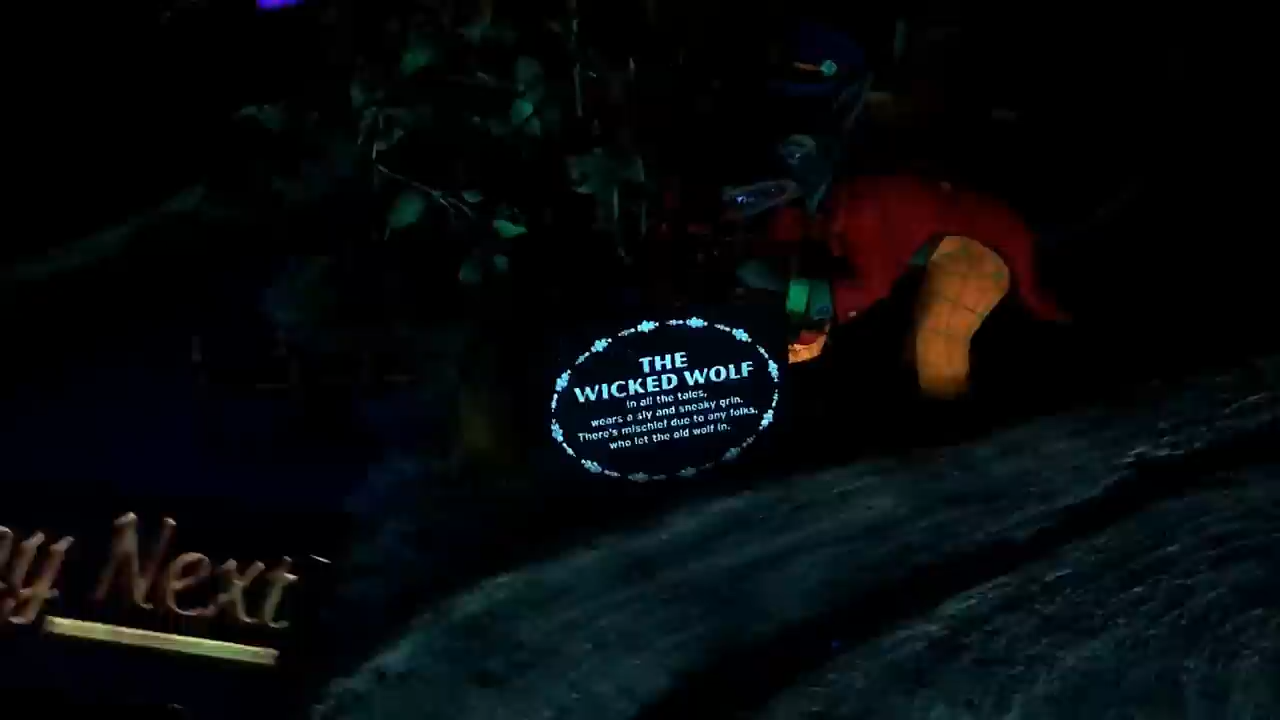 THE
WICKED WOLF
In all the tales,
wears a sly and sneaky grin.
There's mischief due to any folks,
who let the old wolf in.
Next